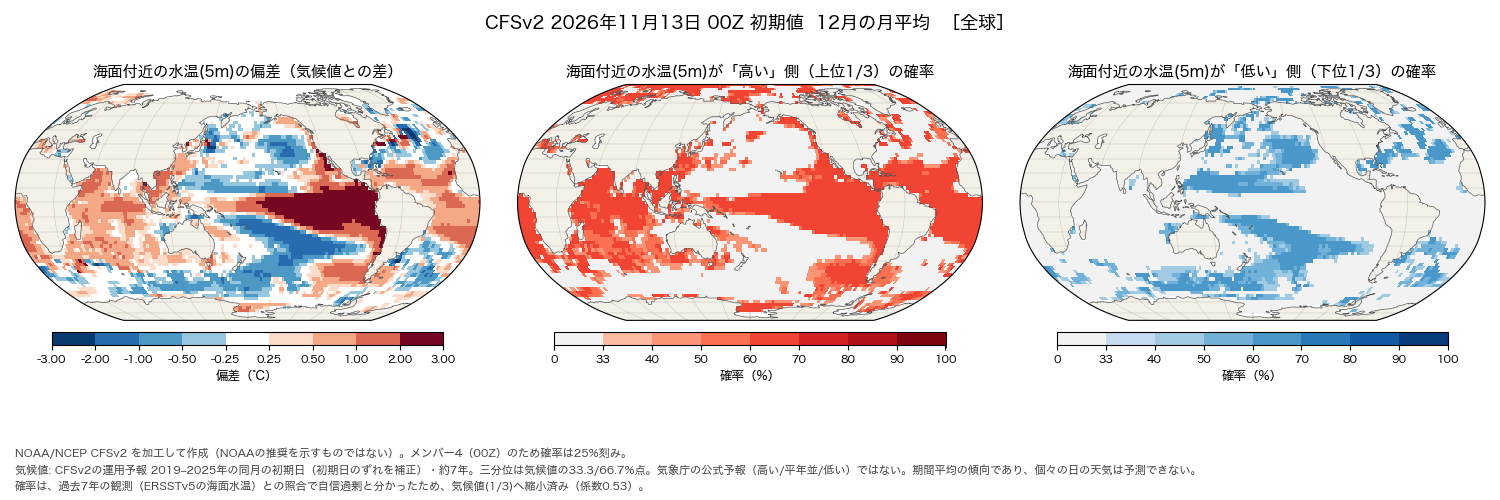 CFSv2 2026年11月13日 00Z 初期値 12月の月平均 ［全球］
海面付近の水温(5m)の偏差（気候値との差）
海面付近の水温(5m)が「高い」側（上位1/3）の確率
海面付近の水温(5m)が「低い」側（下位1/3）の確率
-3.00 -2.00 -1.00 -0.50 -0.25 0.25 0.50 1.00 2.00 3.00
偏差（℃）
0 33 40 50 60 70 80 90 100
確率（%）
0 33 40 50 60 70 80 90 100
確率（%）
NOAA/NCEP CFSv2 を加工して作成（NOAAの推奨を示すものではない）。メンバー4（00Z）のため確率は25%刻み。
気候値: CFSv2の運用予報 2019–2025年の同月の初期日（初期日のずれを補正）・約7年。三分位は気候値の33.3/66.7%点。気象庁の公式予報（高い/平年並/低い）ではない。期間平均の傾向であり、個々の日の天気は予測できない。
確率は、過去7年の観測（ERSSTv5の海面水温）との照合で自信過剰と分かったため、気候値(1/3)へ縮小済み（係数0.53）。